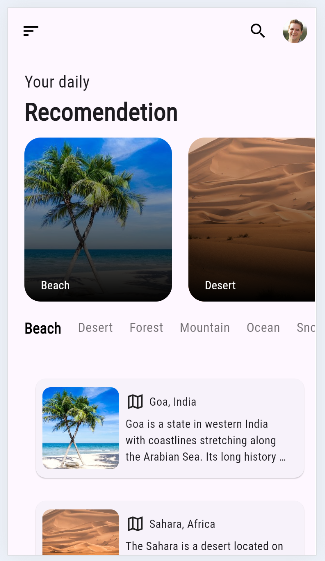 Your daily
Recomendetion
Beach
Desert
Beach Desert Forest Mountain Ocean Sno
Goa, India
Goa is a state in western India
with coastlines stretching along
the Arabian Sea. Its long history ...
Sahara, Africa
The Sahara is a desert located on